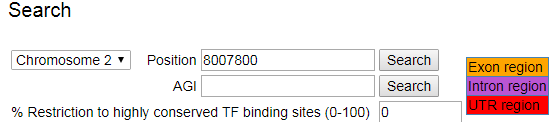 Search
Chromosome 2 Position 8007800 Search
Exon region
AGI Search
Intron region
% Restriction to highly conserved TF binding sites (0-100) 0
UTR region